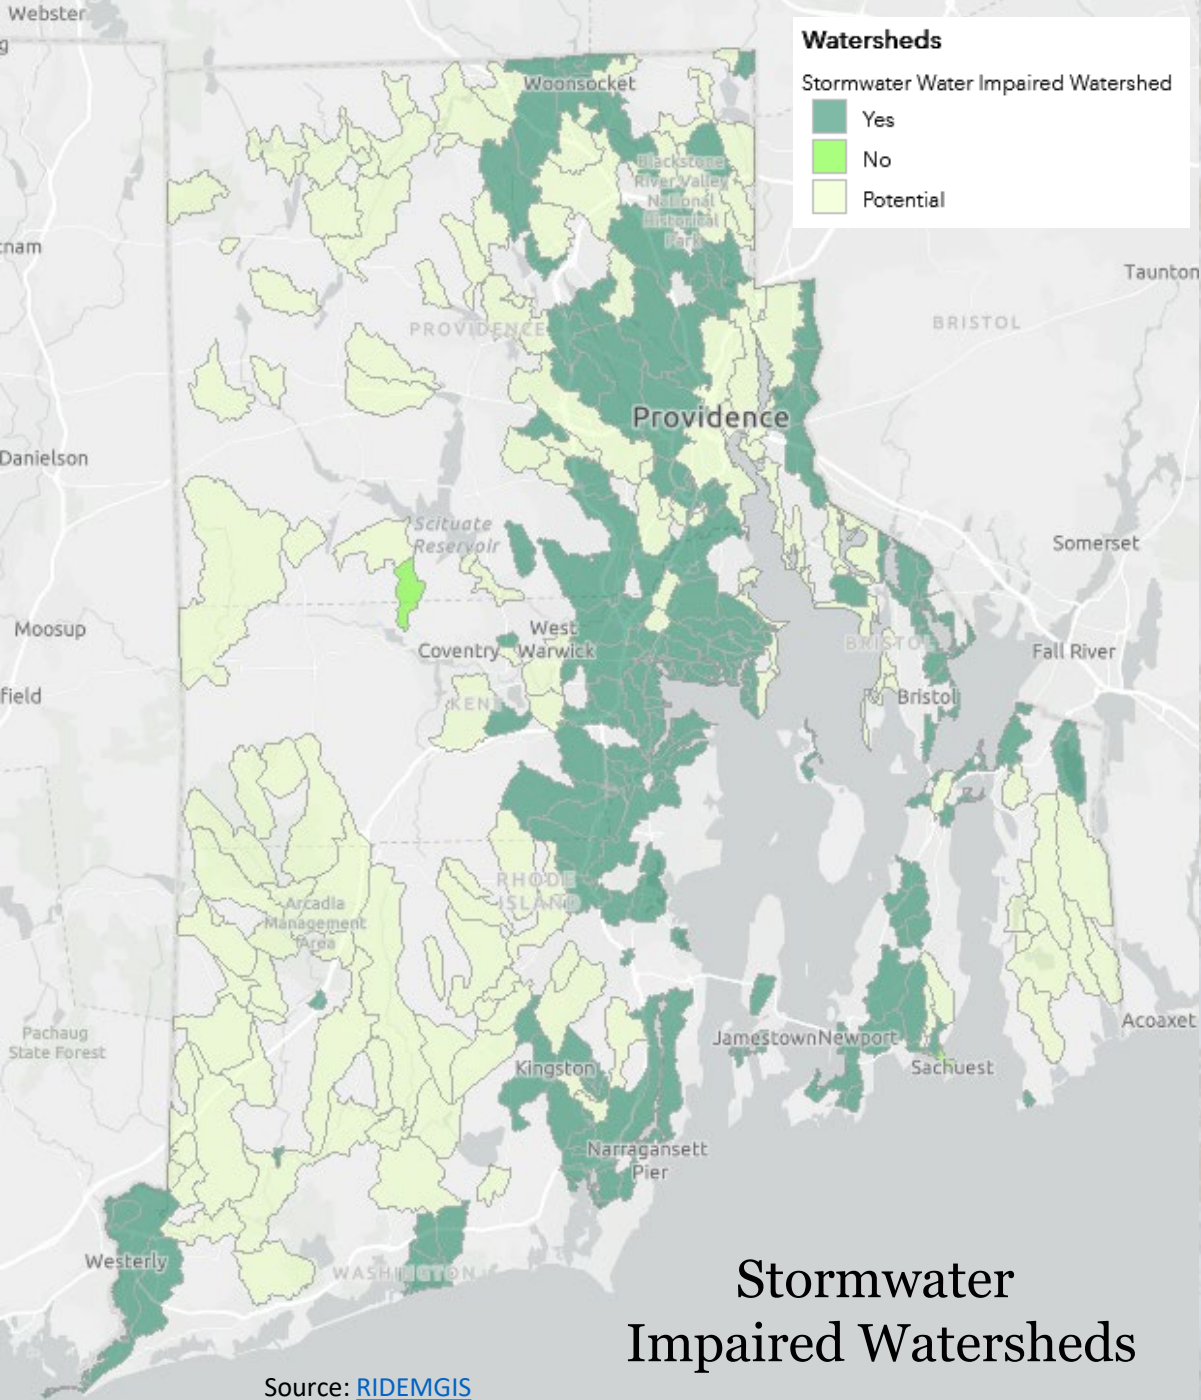 Webster
g
Watersheds
Stormwater Water Impaired Watershed
Yes
No
Potential
Woonsocket
Blackstone
River Valley
National
Historical
Park
tnam
Taunton
PROVIDENCE
BRISTOL
Providence
Danielson
Scituate
Reservoir
Somerset
Moosup
West
Warwick
Coventry
BRISTOL
Fall River
field
KENT
Bristol
RHODE
ISLAND
Arcadia
Management
Area
Pachaug
State Forest
Acoaxet
Jamestown
Newport
Kingston
Sachuest
Narragansett
Pier
Westerly
WASHINGTON
Stormwater
Impaired Watersheds
Source: RIDEMGIS